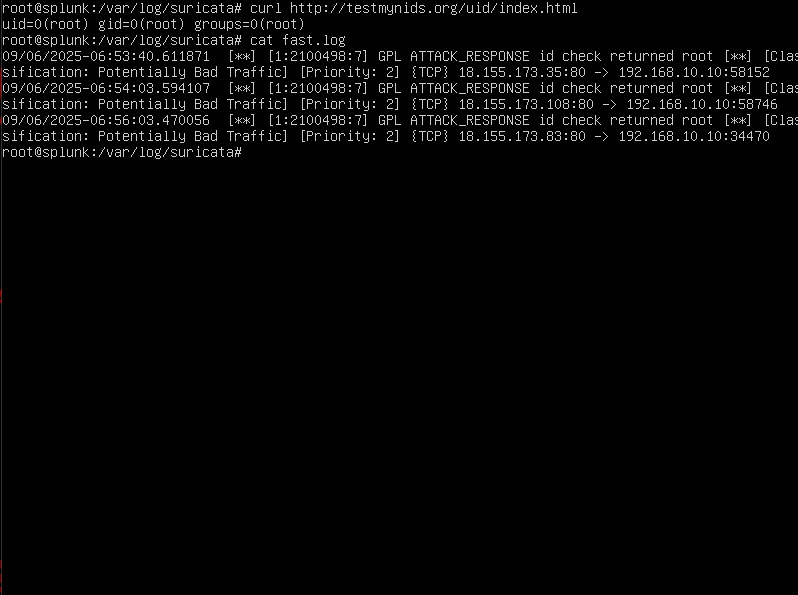 root@splunk:/var/log/suricata# curl http://testmynids.org/uid/index.html
uid=0(root) gid=0(root) groups=0(root)
root@splunk:/var/log/suricata# cat fast.log
09/06/2025-06:53:40.611871  [**] [1:2100498:7] GPL ATTACK_RESPONSE id check returned root [**] [Clas
sification: Potentially Bad Traffic] [Priority: 2] {TCP} 18.155.173.35:80 -> 192.168.10.10:58152
09/06/2025-06:54:03.594107  [**] [1:2100498:7] GPL ATTACK_RESPONSE id check returned root [**] [Clas
sification: Potentially Bad Traffic] [Priority: 2] {TCP} 18.155.173.108:80 -> 192.168.10.10:58746
09/06/2025-06:56:03.470056  [**] [1:2100498:7] GPL ATTACK_RESPONSE id check returned root [**] [Clas
sification: Potentially Bad Traffic] [Priority: 2] {TCP} 18.155.173.83:80 -> 192.168.10.10:34470
root@splunk:/var/log/suricata#